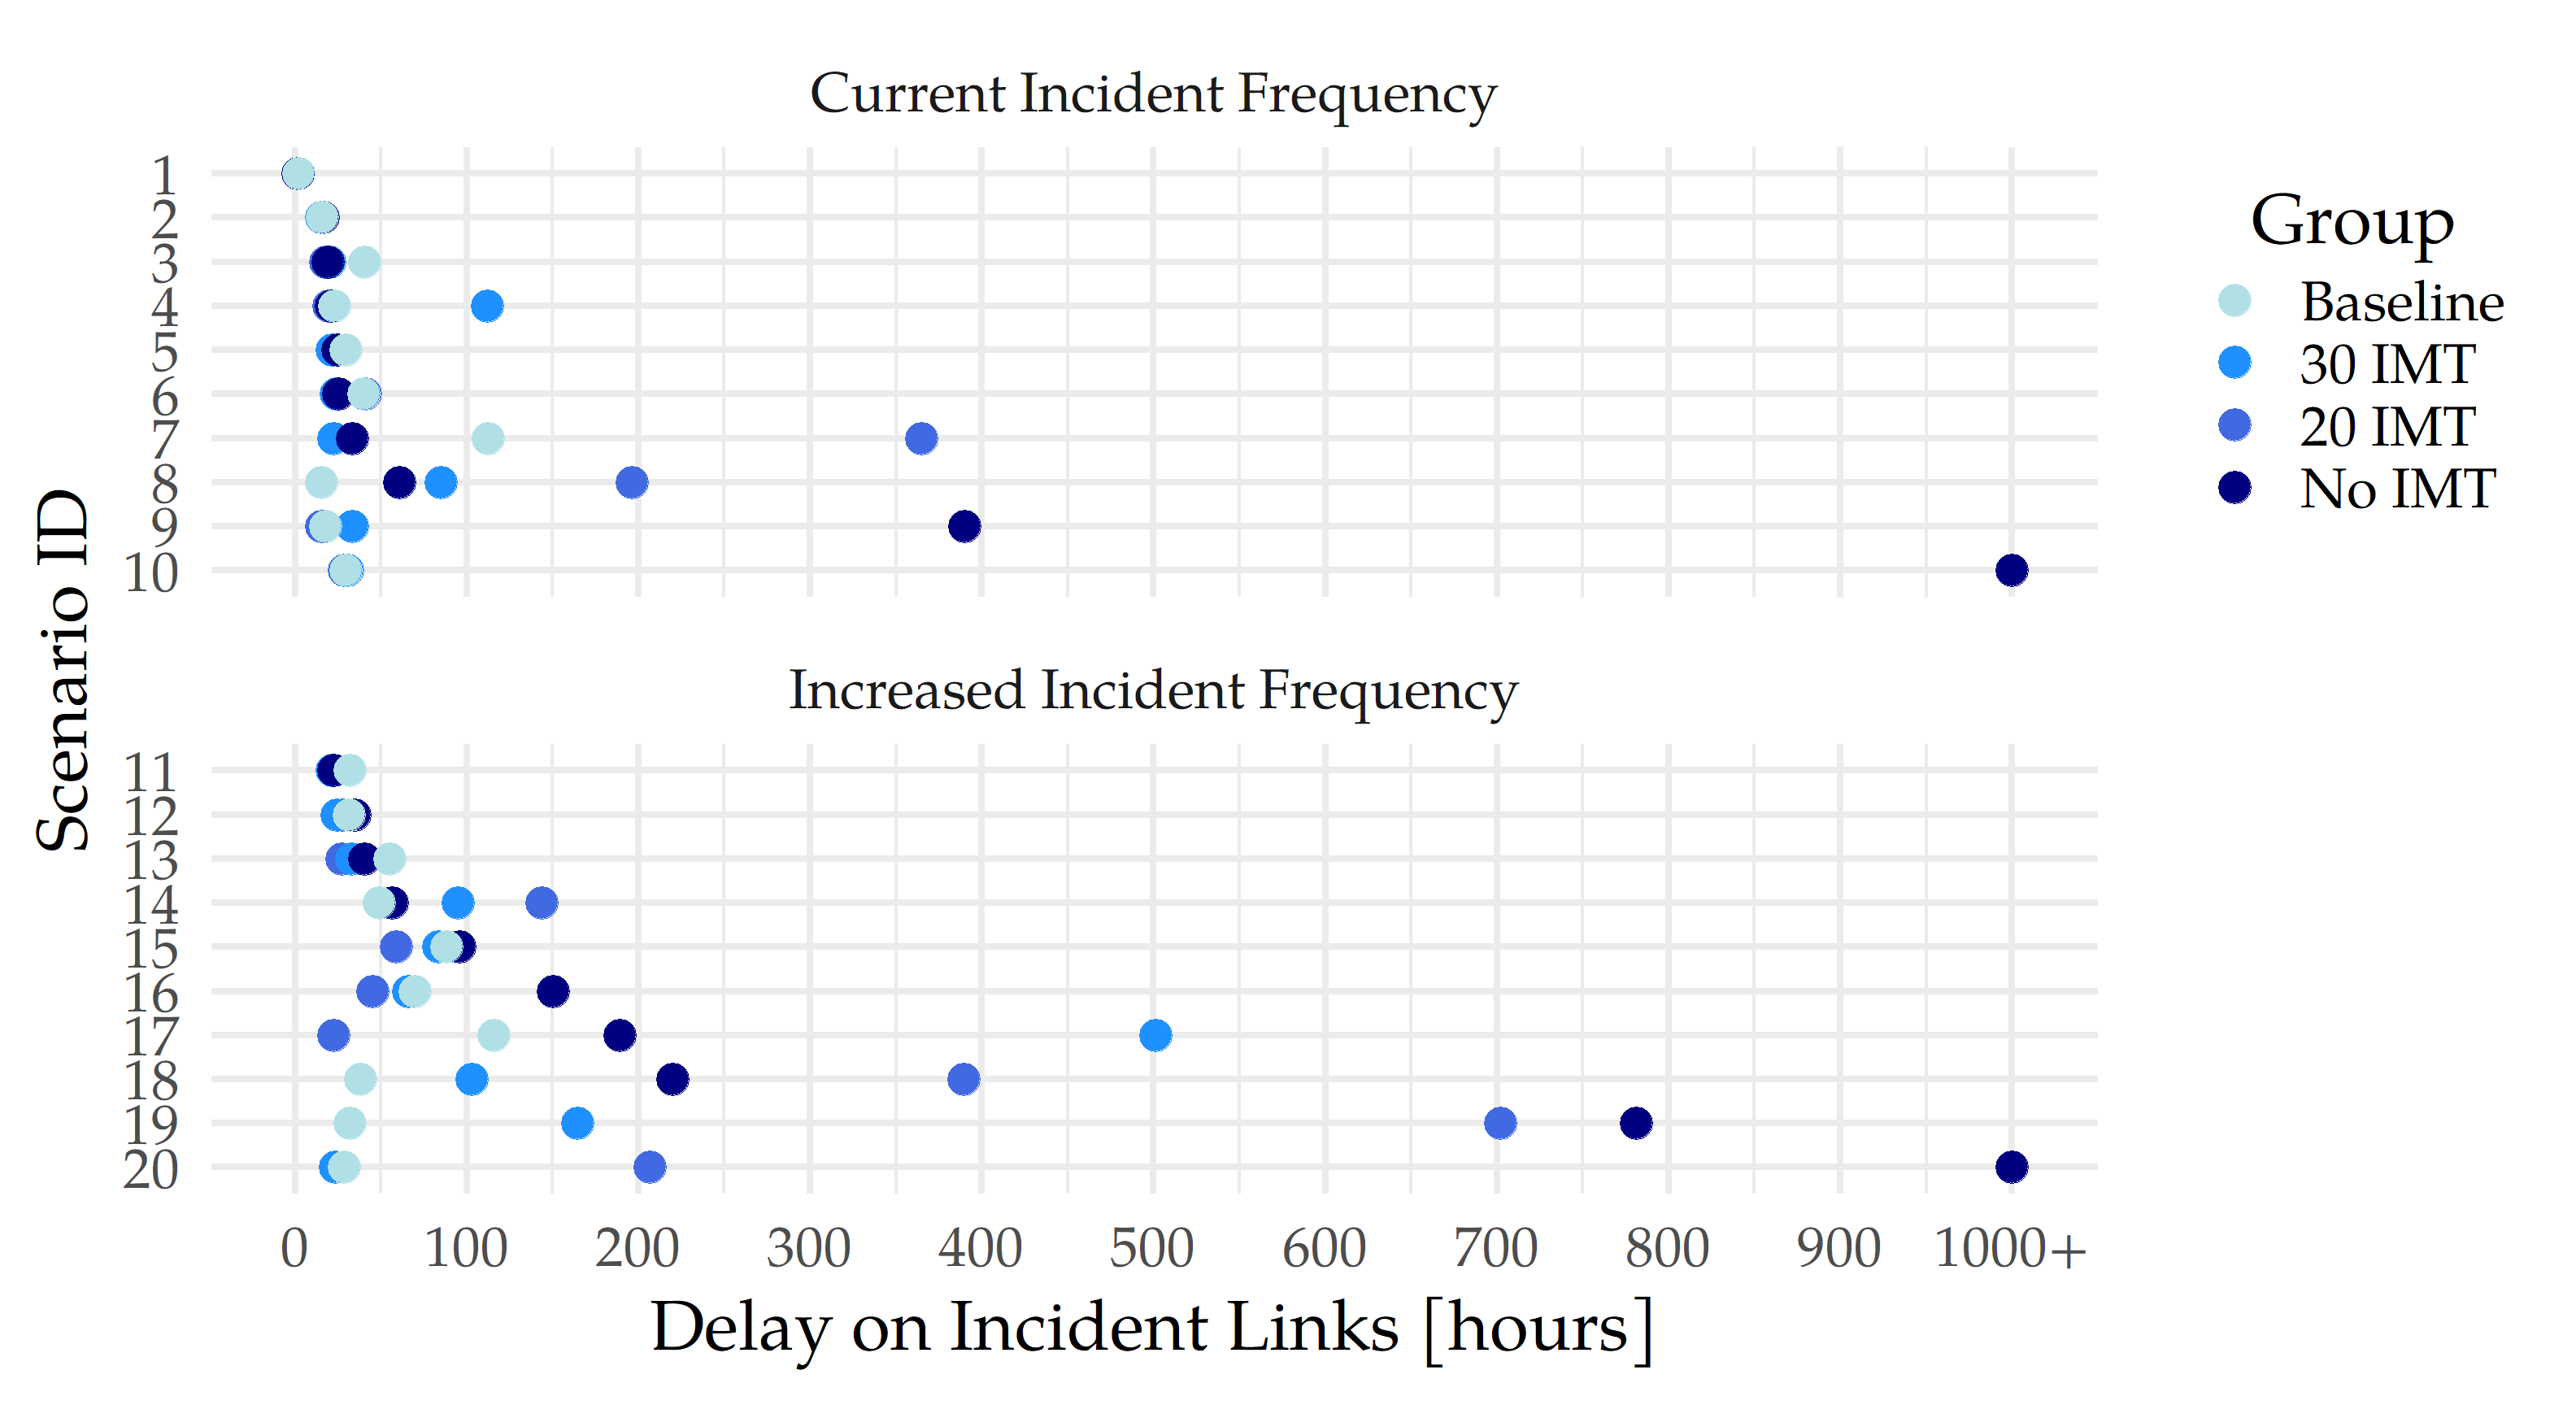 Current Incident Frequency
1
2
3
4
5
6
7
8
9
10
Scenario ID
Increased Incident Frequency
11
12
13
14
15
16
17
18
19
20
0 100 200 300 400 500 600 700 800 900 1000+
Delay on Incident Links [hours]
Group
Baseline
30 IMT
20 IMT
No IMT